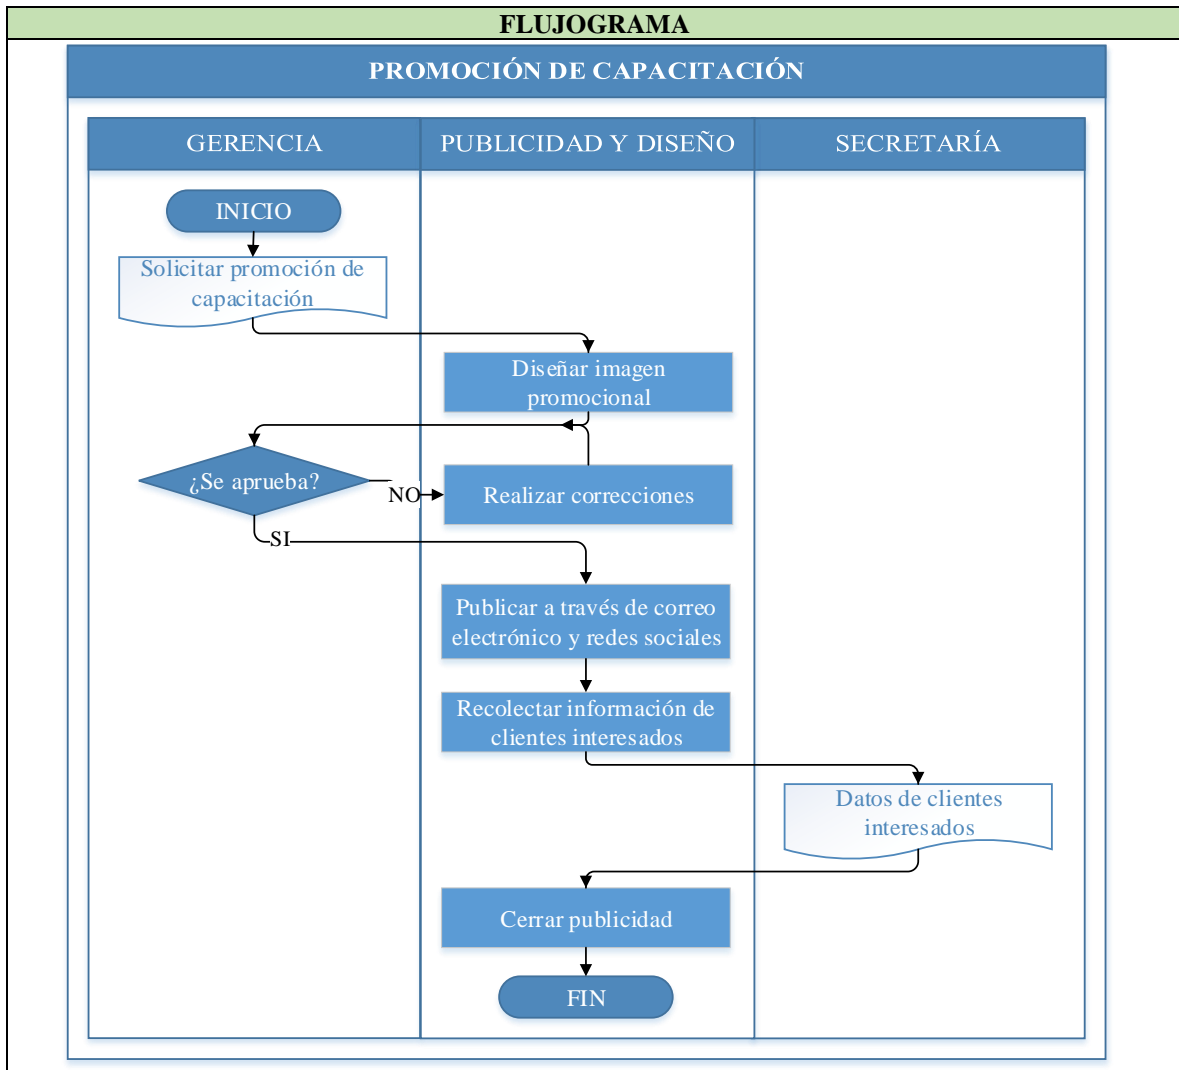 FLUJOGRAMA
PROMOCIÓN DE CAPACITACIÓN
GERENCIA
PUBLICIDAD Y DISEÑO
SECRETARÍA
INICIO
Solicitar promoción de
capacitación
Diseñar imagen
promocional
¿Se aprueba?
NO
Realizar correcciones
SI
Publicar a través de correo
electrónico y redes sociales
Recolectar información de
clientes interesados
Datos de clientes
interesados
Cerrar publicidad
FIN